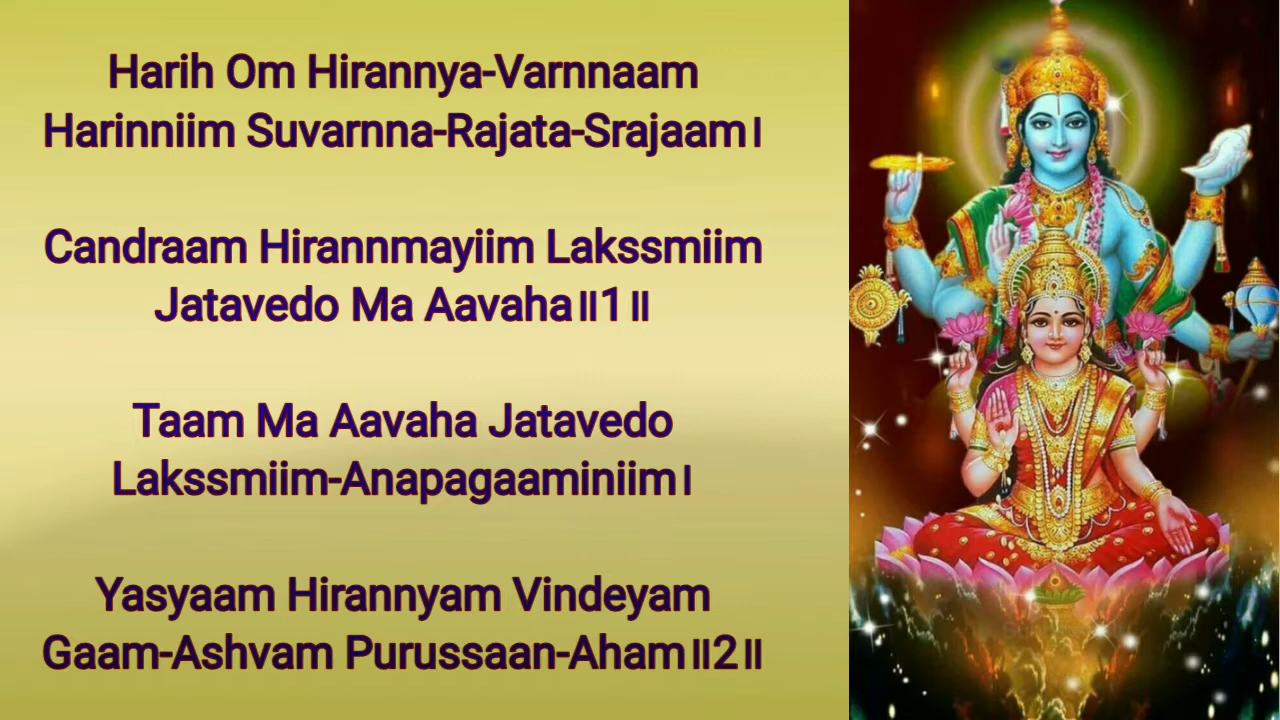 Harih Om Hirannya-Varnnaam
Harinniim Suvarnna-Rajata-Srajaam।
Candraam Hirannmayiim Lakssmiim
Jatavedo Ma Aavaha॥1॥
Taam Ma Aavaha Jatavedo
Lakssmiim-Anapagaaminiim।
Yasyaam Hirannyam Vindeyam
Gaam-Ashvam Purussaan-Aham॥2॥